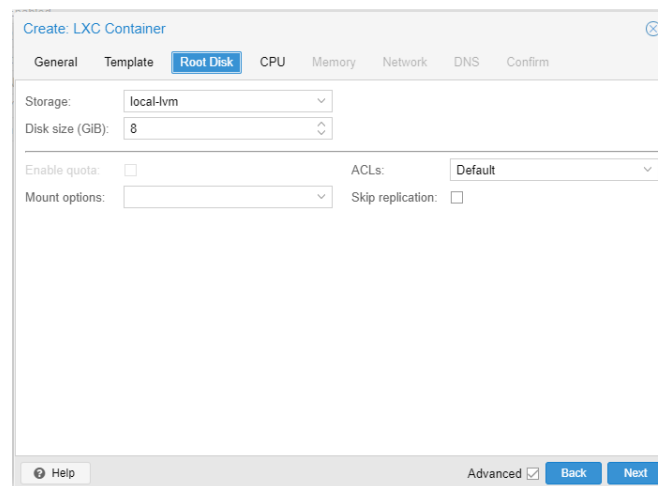 Create: LXC Container
General Template Root Disk CPU Memory Network DNS Confirm
Storage: local-lvm
Disk size (GiB): 8
Enable quota: ACLs: Default
Mount options: Skip replication:
Help Advanced Back Next